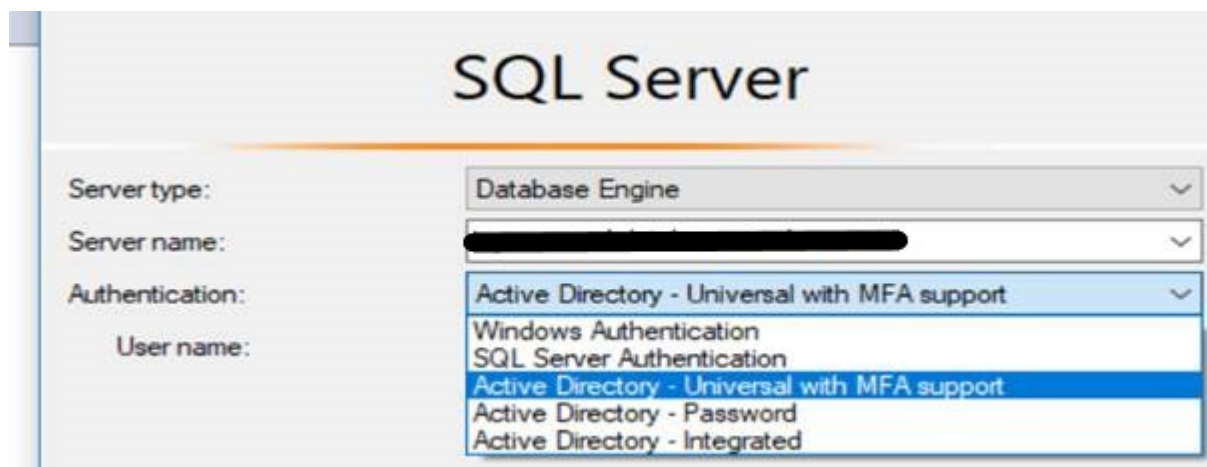 SQL Server
Server type: Database Engine
Server name:
Authentication: Active Directory - Universal with MFA support
User name:
Windows Authentication
SQL Server Authentication
Active Directory - Universal with MFA support
Active Directory - Password
Active Directory - Integrated